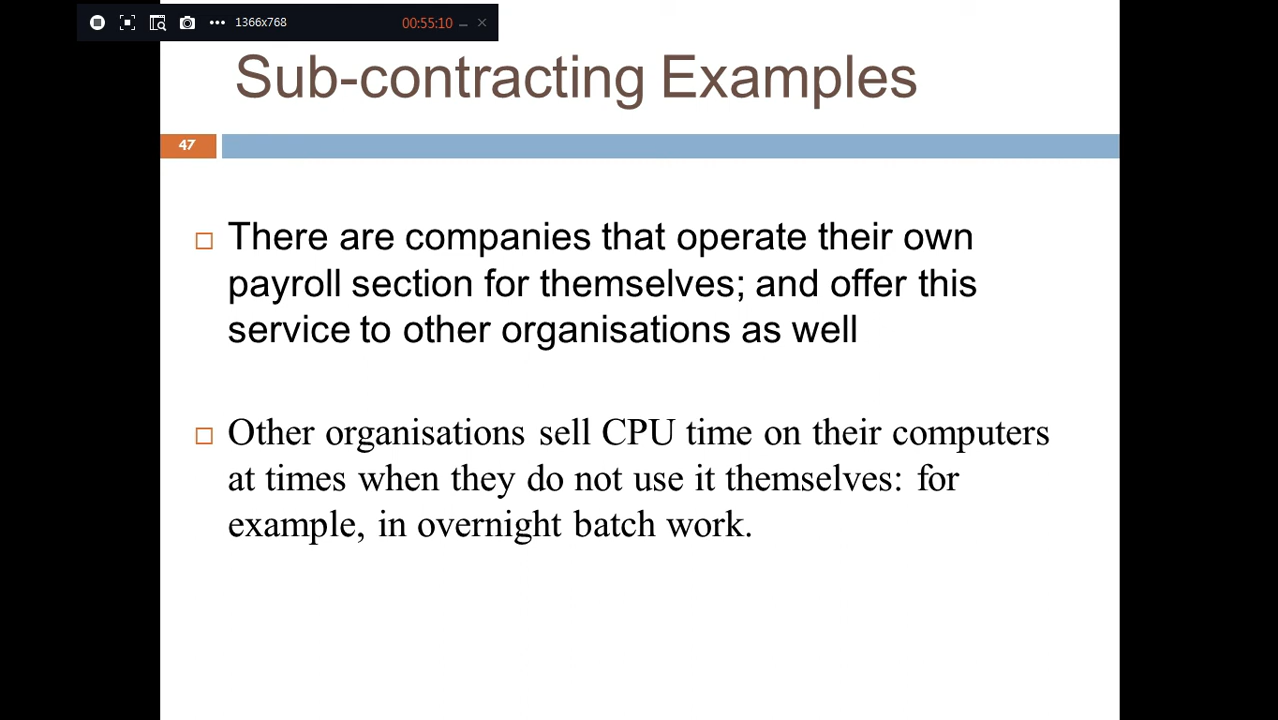 1366x768 00:55:10
Sub-contracting Examples
47
There are companies that operate their own
payroll section for themselves; and offer this
service to other organisations as well
Other organisations sell CPU time on their computers
at times when they do not use it themselves: for
example, in overnight batch work.